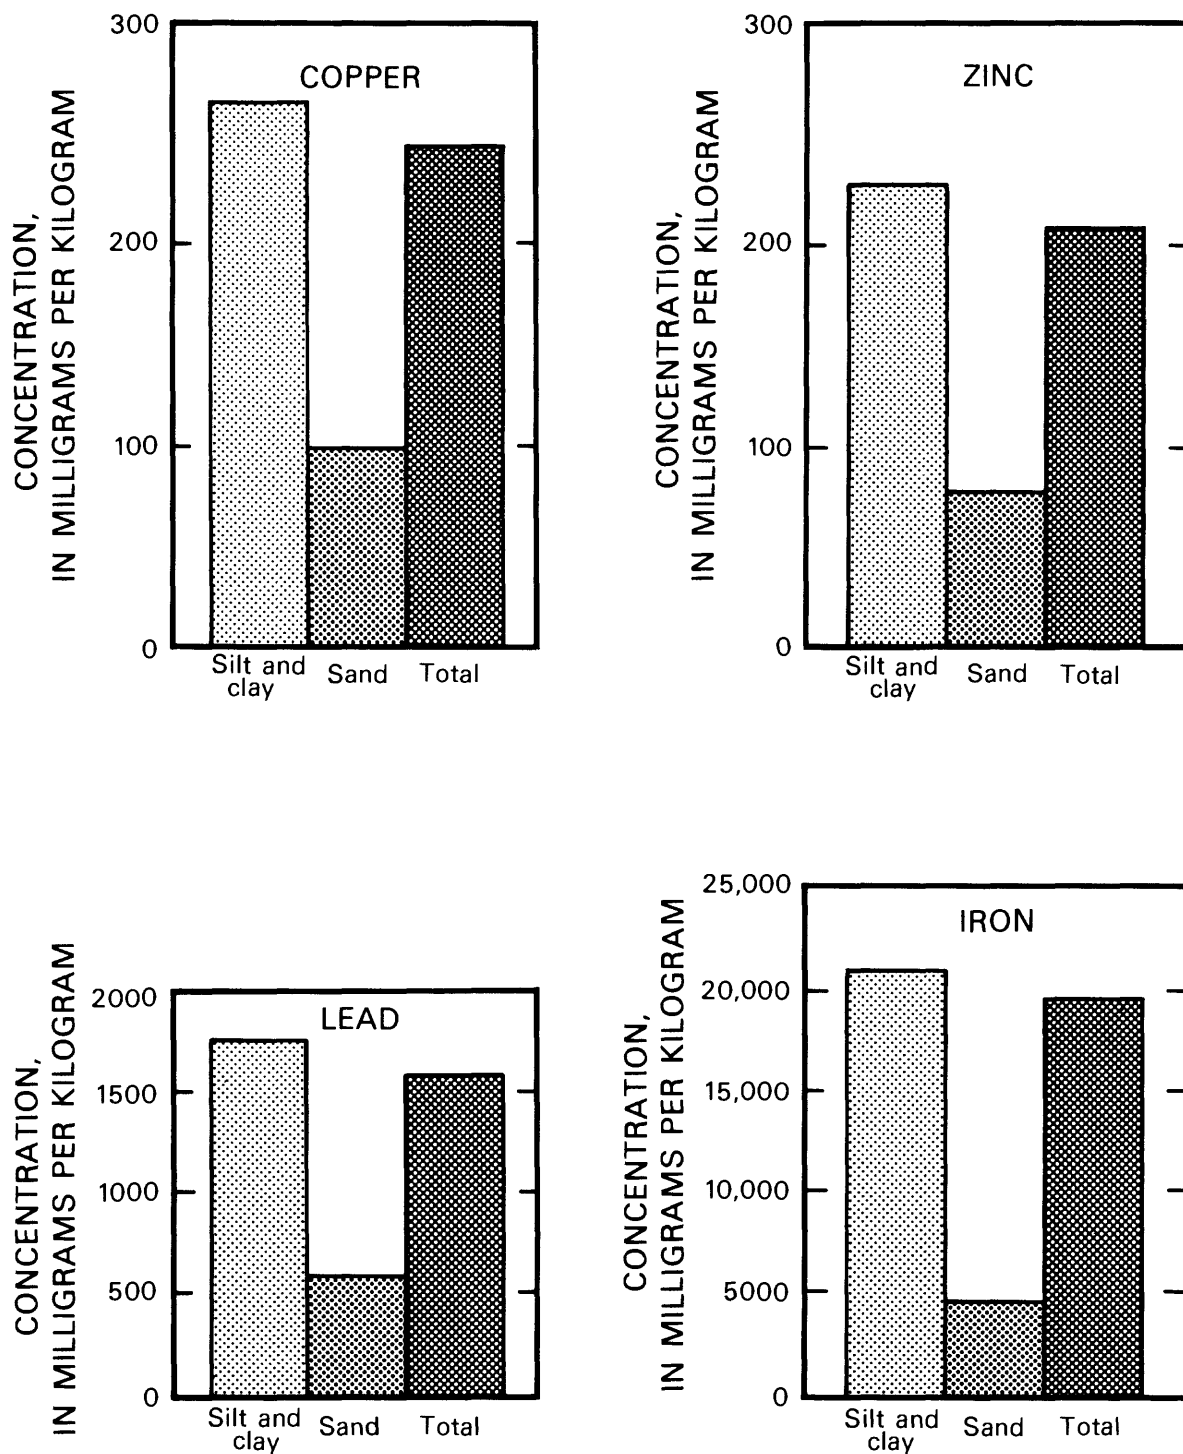 COPPER
CONCENTRATION,
IN MILLIGRAMS PER KILOGRAM
300
200
100
0
Silt and
clay
Sand
Total
ZINC
CONCENTRATION,
IN MILLIGRAMS PER KILOGRAM
300
200
100
0
Silt and
clay
Sand
Total
LEAD
CONCENTRATION,
IN MILLIGRAMS PER KILOGRAM
2000
1500
1000
500
0
Silt and
clay
Sand
Total
IRON
CONCENTRATION,
IN MILLIGRAMS PER KILOGRAM
25,000
20,000
15,000
10,000
5000
0
Silt and
clay
Sand
Total